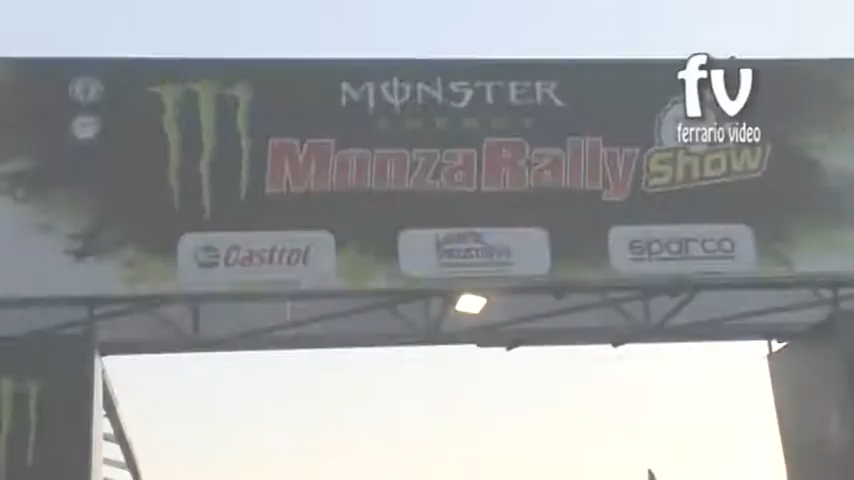 MONSTER
ENERGY
MonzaRally
Show
fv
ferrario video
Castrol
sparco